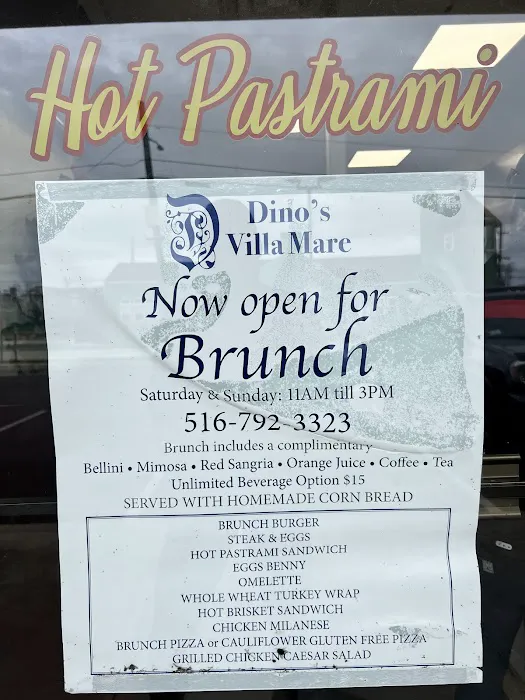 Hot Pastrami
Dino's
Villa Mare
Now open for
Brunch
Saturday & Sunday: 11AM till 3PM
516-792-3323
Brunch includes a complimentary
Bellini • Mimosa • Red Sangria • Orange Juice • Coffee • Tea
Unlimited Beverage Option $15
SERVED WITH HOMEMADE CORN BREAD
BRUNCH BURGER
STEAK & EGGS
HOT PASTRAMI SANDWICH
EGGS BENNY
OMELETTE
WHOLE WHEAT TURKEY WRAP
HOT BRISKET SANDWICH
CHICKEN MILANESE
BRUNCH PIZZA or CAULIFLOWER GLUTEN FREE PIZZA
GRILLED CHICKEN CAESAR SALAD